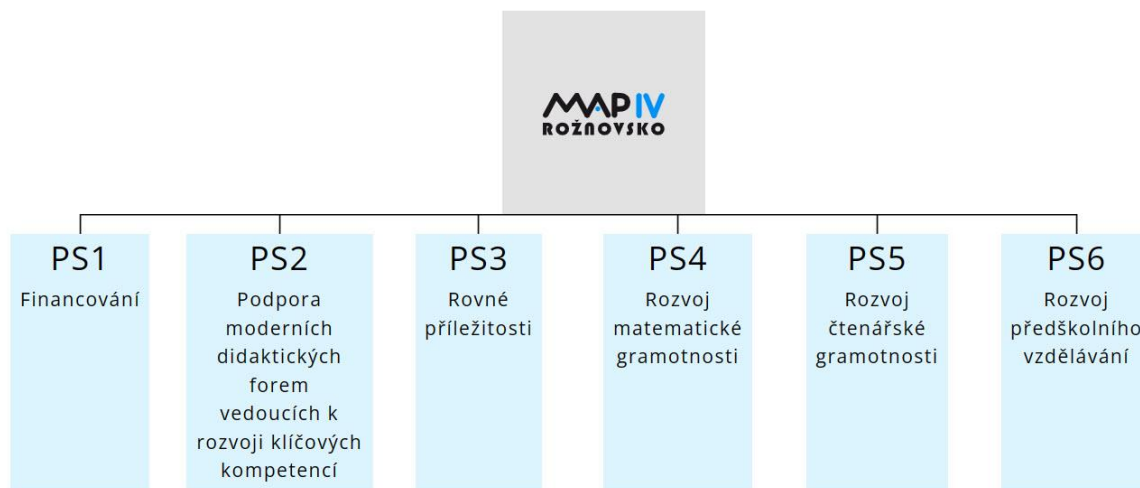 MAP IV
ROŽNOVSKO
PS1
Financování
PS2
Podpora
moderních
didaktických
forem
vedoucích k
rozvoji klíčových
kompetencí
PS3
Rovné
příležitosti
PS4
Rozvoj
matematické
gramotnosti
PS5
Rozvoj
čtenářské
gramotnosti
PS6
Rozvoj
předškolního
vzdělávání